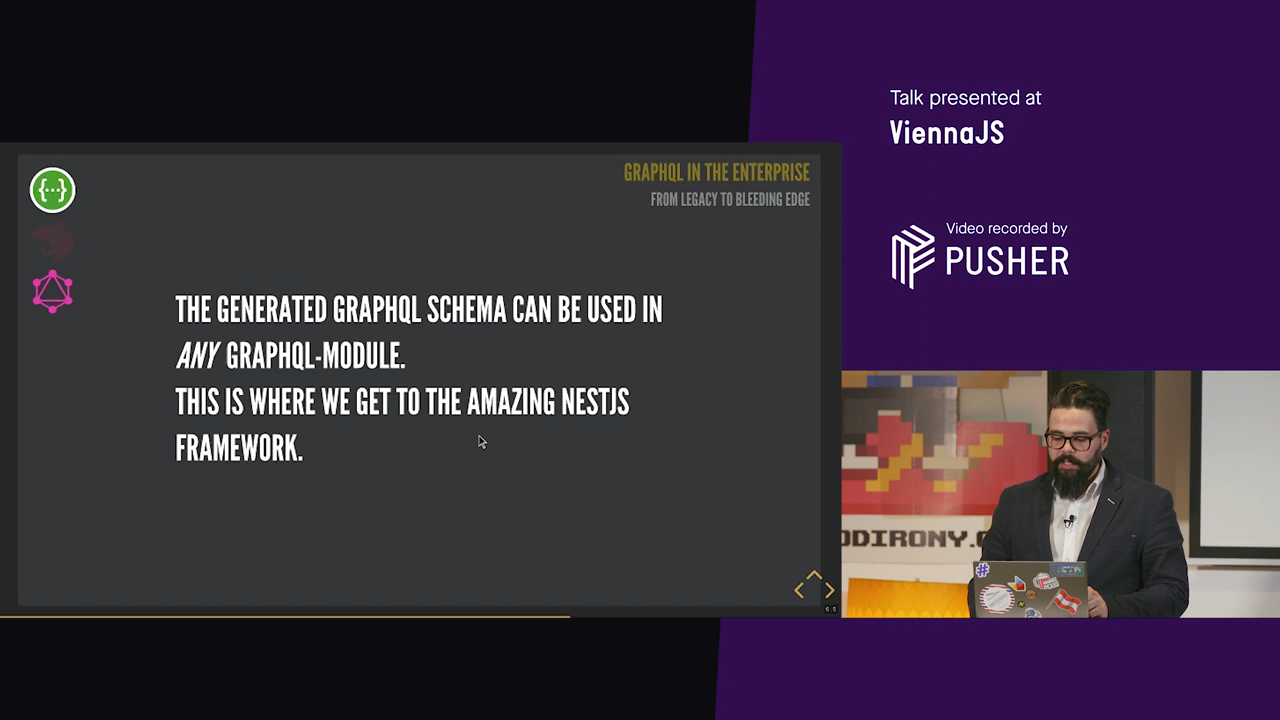 Talk presented at
ViennaJS
Video recorded by
PUSHER
GRAPHQL IN THE ENTERPRISE
FROM LEGACY TO BLEEDING EDGE
THE GENERATED GRAPHQL SCHEMA CAN BE USED IN
ANY GRAPHQL-MODULE.
THIS IS WHERE WE GET TO THE AMAZING NESTJS
FRAMEWORK.
DIRONY.